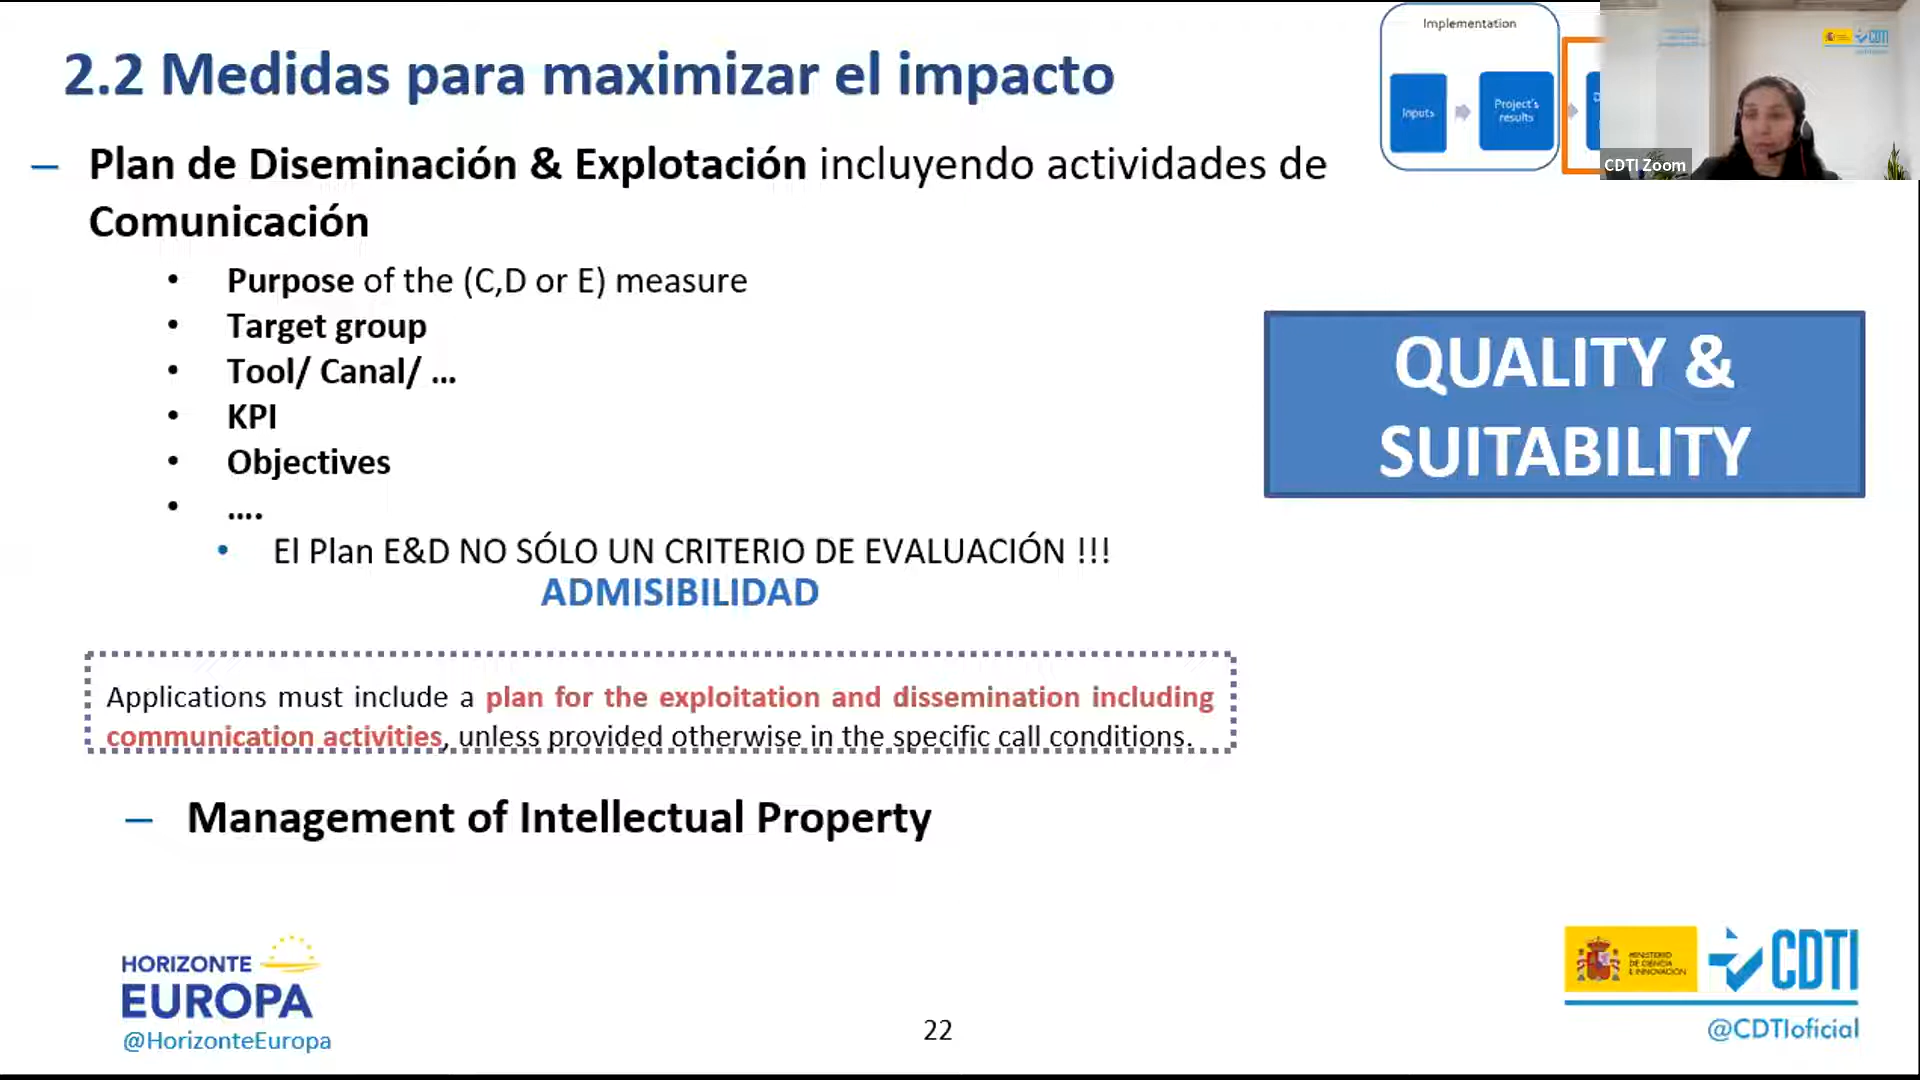 2.2 Medidas para maximizar el impacto
Implementation
Inputs
Project's
results
CDTI
CDTI Zoom
– Plan de Diseminación & Explotación incluyendo actividades de
Comunicación
• Purpose of the (C,D or E) measure
• Target group
• Tool/ Canal/ ...
• KPI
• Objectives
• ....
• El Plan E&D NO SÓLO UN CRITERIO DE EVALUACIÓN !!!
ADMISIBILIDAD
QUALITY &
SUITABILITY
Applications must include a plan for the exploitation and dissemination including
communication activities, unless provided otherwise in the specific call conditions.
– Management of Intellectual Property
HORIZONTE
EUROPA
@HorizonteEuropa
22
MINISTERIO
DE CIENCIA
E INNOVACIÓN
CDTI
@CDTIoficial